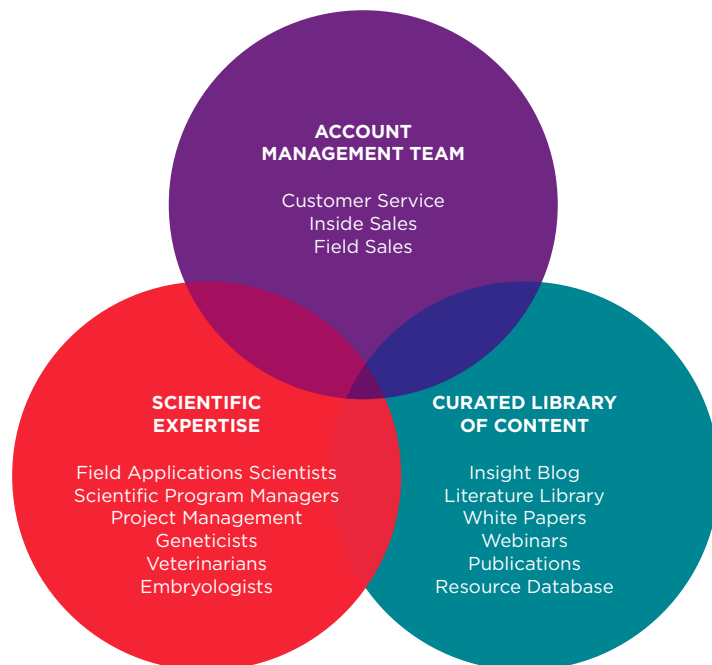 ACCOUNT
MANAGEMENT TEAM
Customer Service
Inside Sales
Field Sales
SCIENTIFIC
EXPERTISE
Field Applications Scientists
Scientific Program Managers
Project Management
Geneticists
Veterinarians
Embryologists
CURATED LIBRARY
OF CONTENT
Insight Blog
Literature Library
White Papers
Webinars
Publications
Resource Database